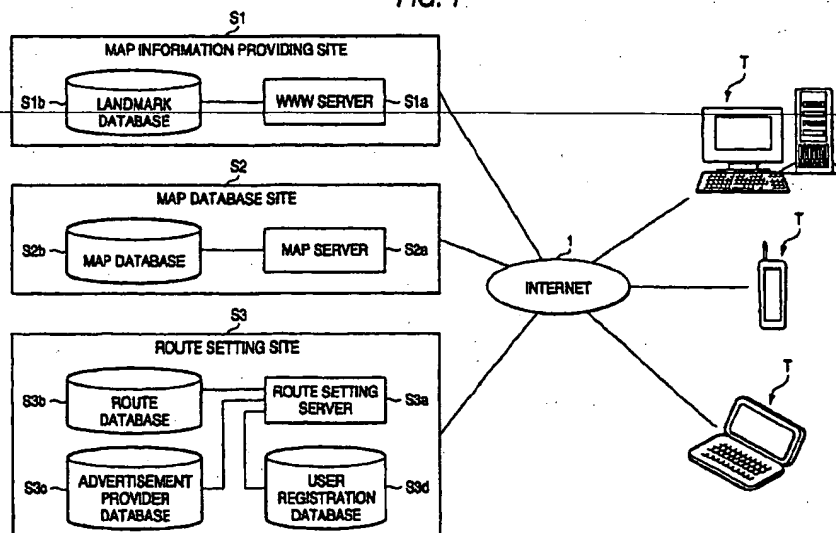 FIG. 1
S1
MAP INFORMATION PROVIDING SITE
S1b
LANDMARK
DATABASE
WWW SERVER
S1a
S2
MAP DATABASE SITE
S2b
MAP DATABASE
MAP SERVER
S2a
S3
ROUTE SETTING SITE
S3b
ROUTE
DATABASE
ROUTE SETTING
SERVER
S3a
S3c
ADVERTISEMENT
PROVIDER
DATABASE
USER
REGISTRATION
DATABASE
S3d
1
INTERNET
T
T
T